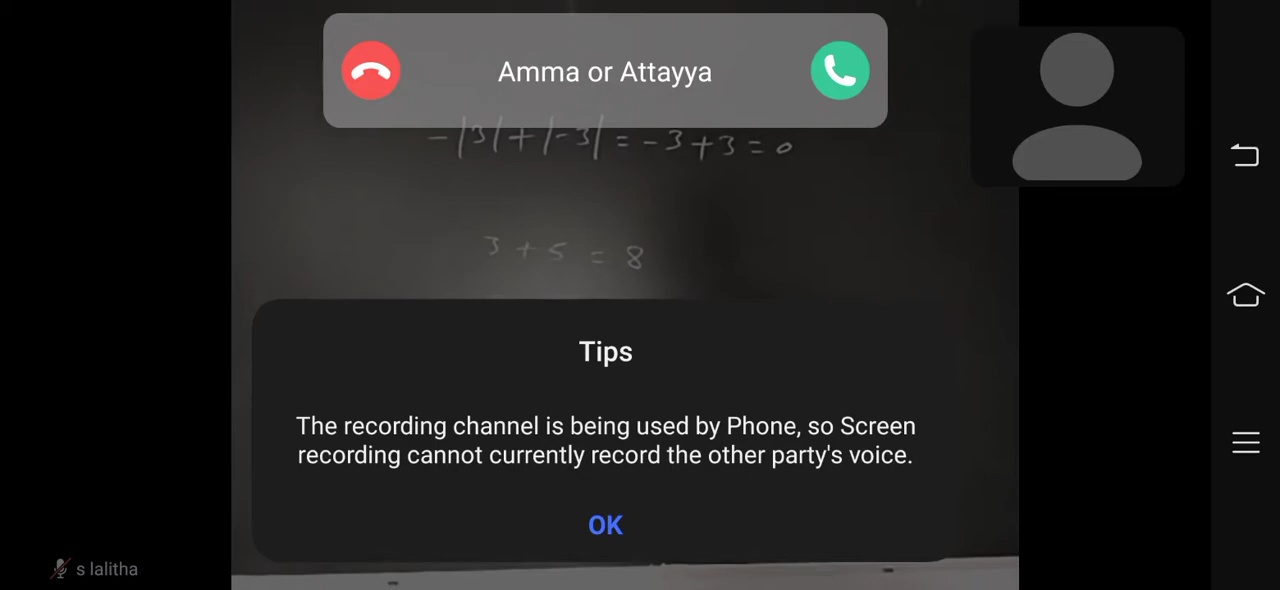 Amma or Attayya
-|3|+|-3| = -3+3=0
3 + 5 = 8
Tips
The recording channel is being used by Phone, so Screen
recording cannot currently record the other party's voice.
OK
s lalitha